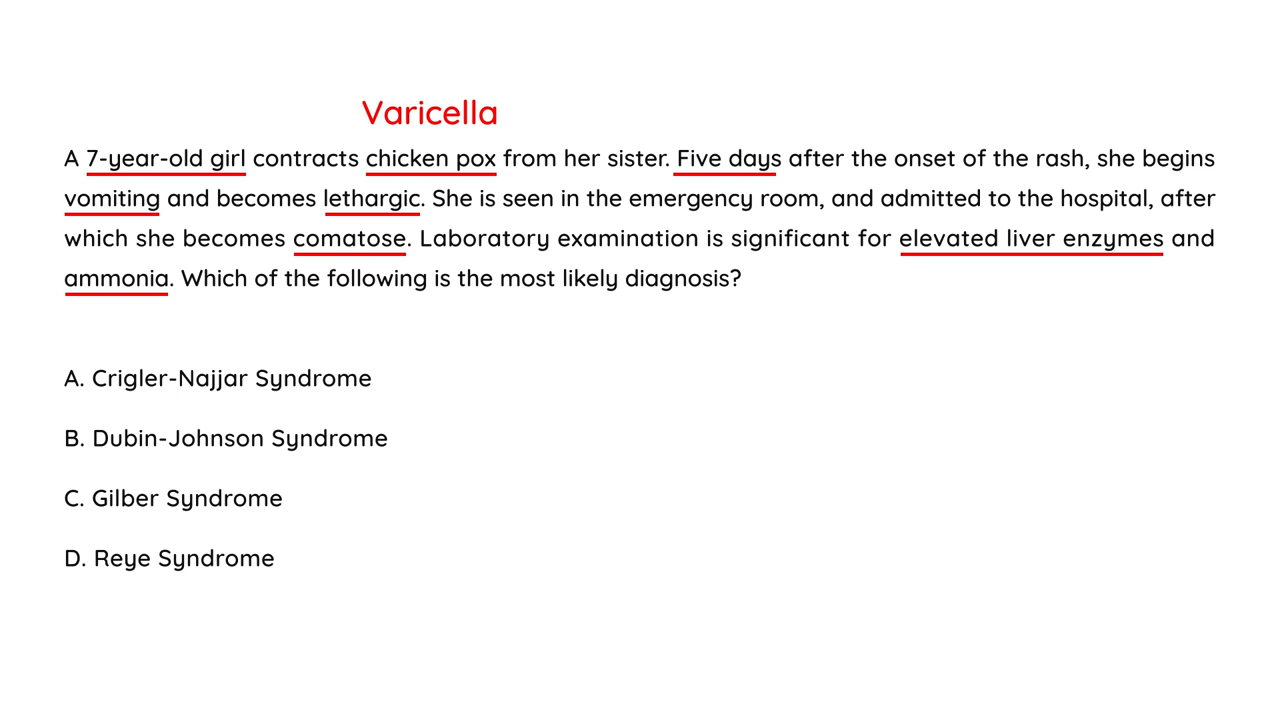 Varicella
A 7-year-old girl contracts chicken pox from her sister. Five days after the onset of the rash, she begins
vomiting and becomes lethargic. She is seen in the emergency room, and admitted to the hospital, after
which she becomes comatose. Laboratory examination is significant for elevated liver enzymes and
ammonia. Which of the following is the most likely diagnosis?
A. Crigler-Najjar Syndrome
B. Dubin-Johnson Syndrome
C. Gilber Syndrome
D. Reye Syndrome